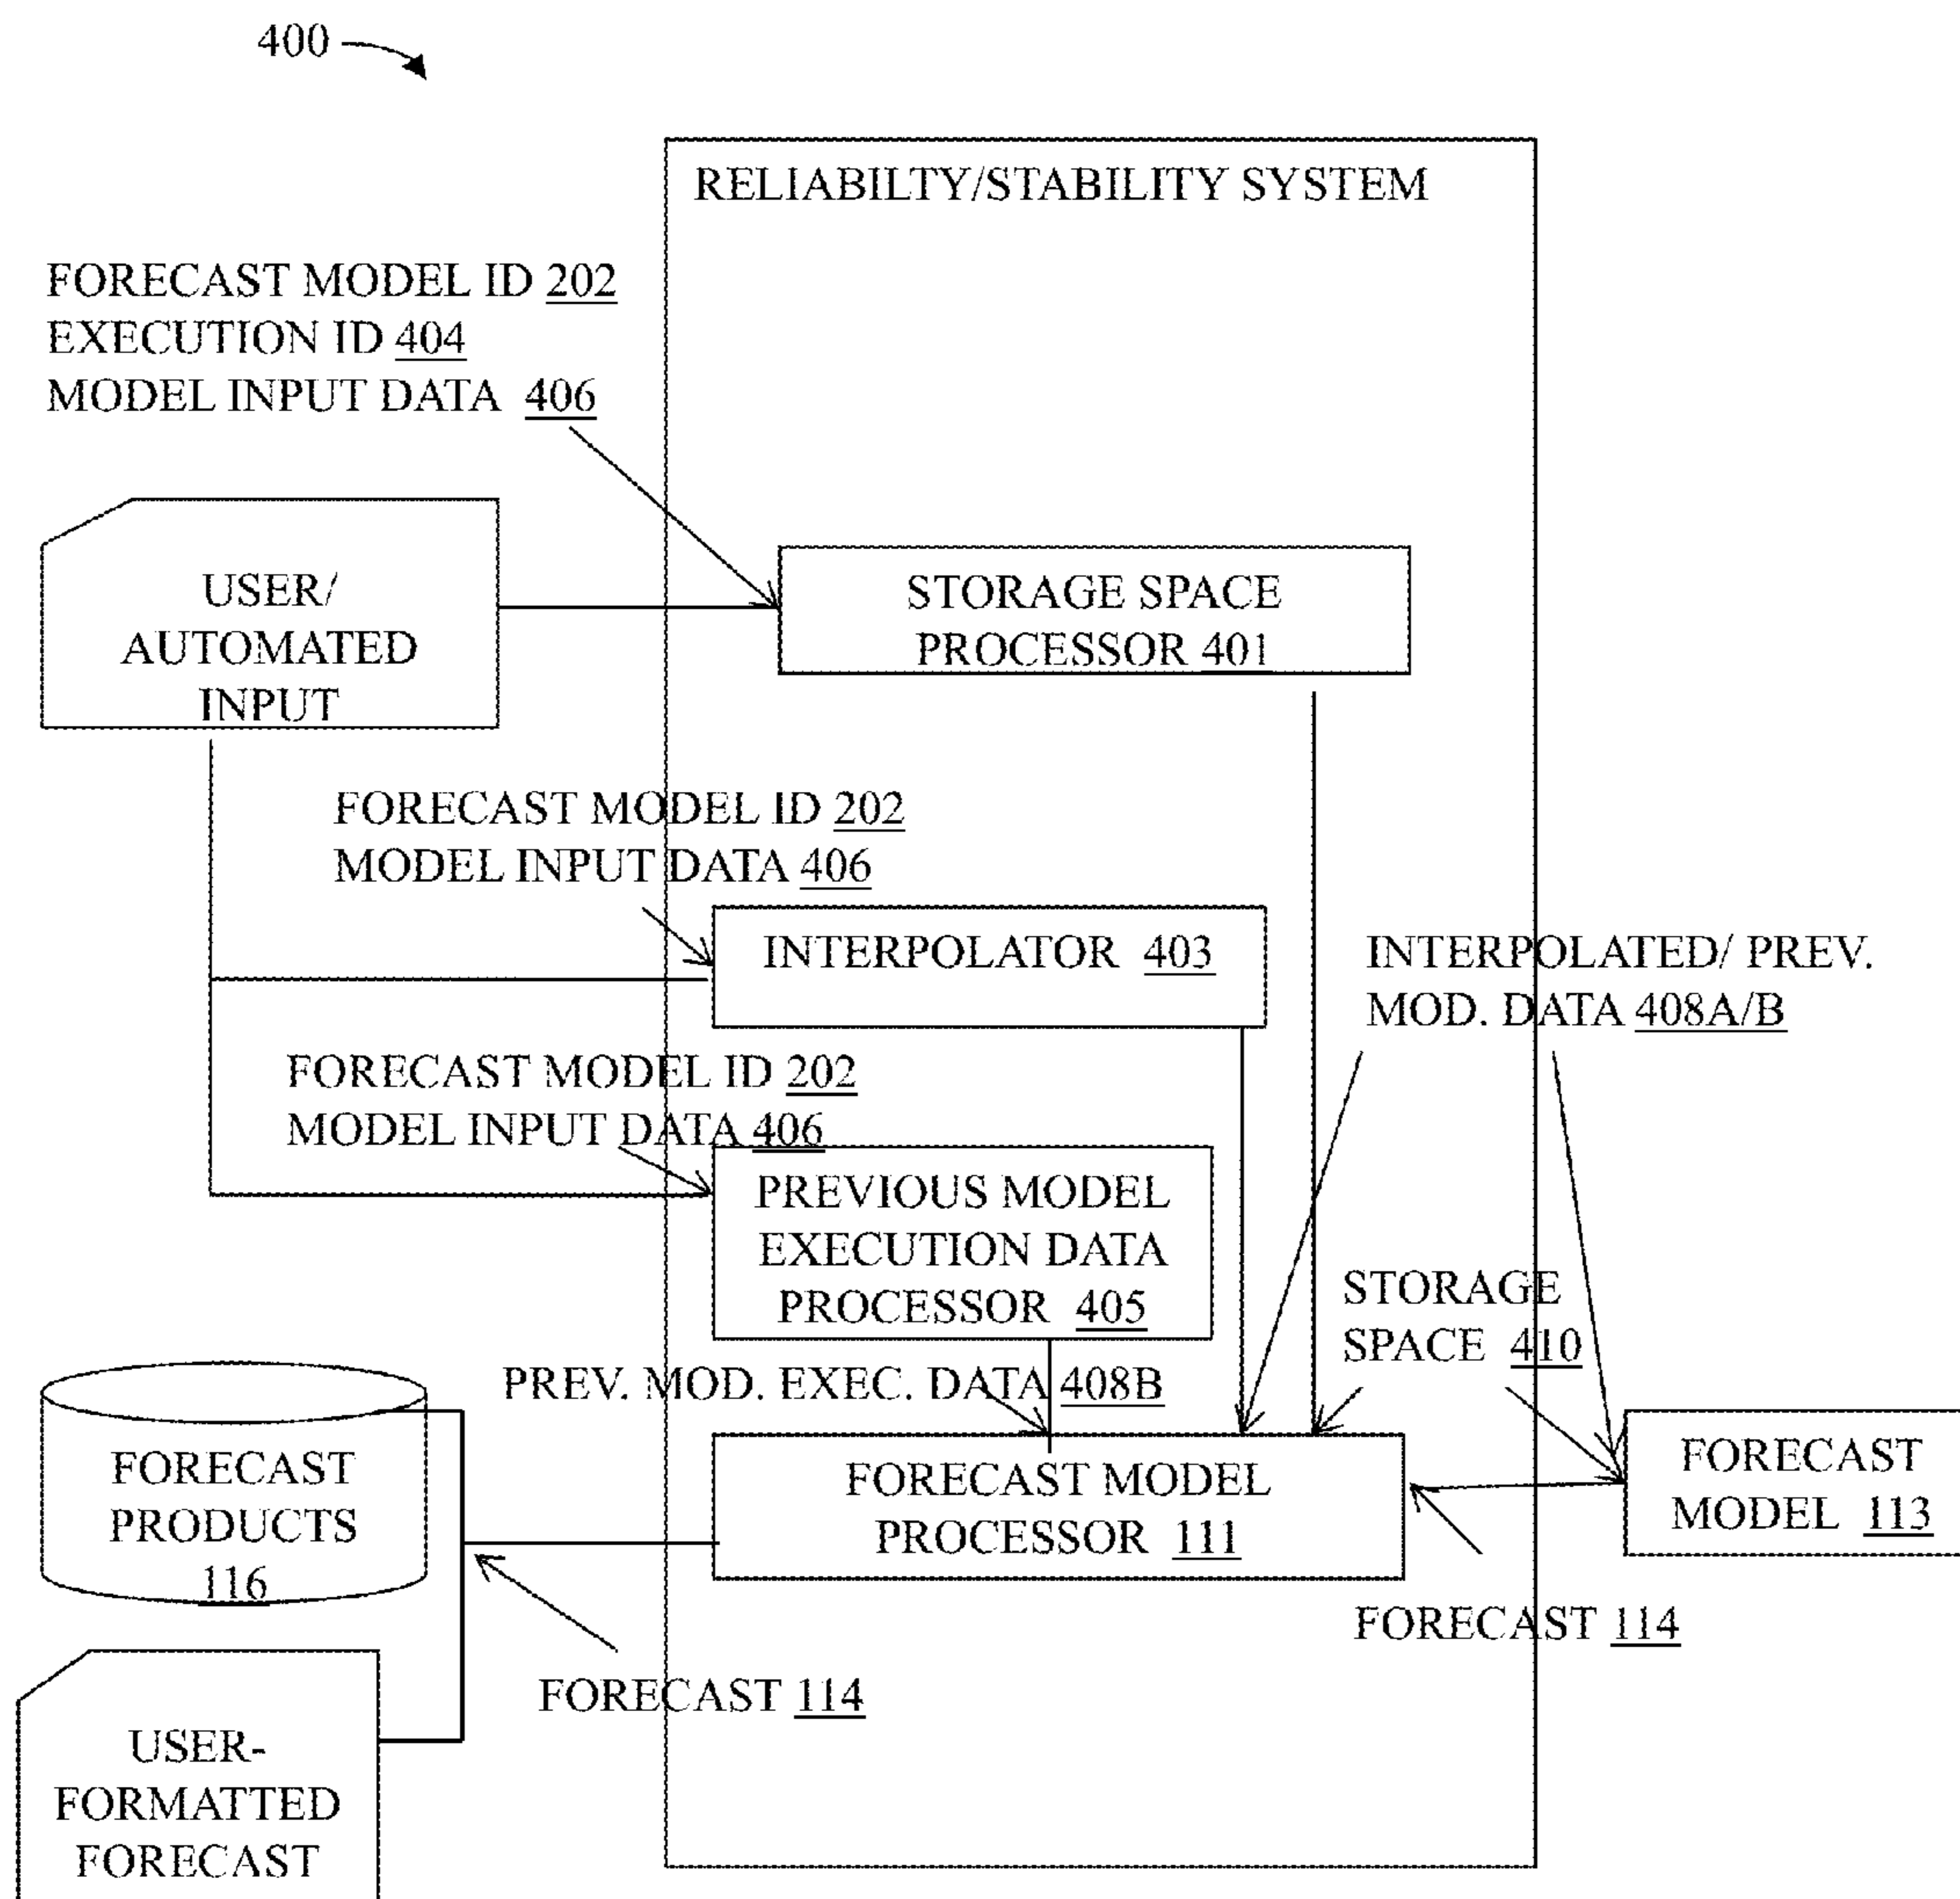 400
RELIABILTY/STABILITY SYSTEM
FORECAST MODEL ID 202
EXECUTION ID 404
MODEL INPUT DATA 406
USER/
AUTOMATED
INPUT
STORAGE SPACE
PROCESSOR 401
FORECAST MODEL ID 202
MODEL INPUT DATA 406
INTERPOLATOR 403
INTERPOLATED/ PREV.
MOD. DATA 408A/B
FORECAST MODEL ID 202
MODEL INPUT DATA 406
PREVIOUS MODEL
EXECUTION DATA
PROCESSOR 405
STORAGE
SPACE 410
PREV. MOD. EXEC. DATA 408B
FORECAST
PRODUCTS
116
FORECAST MODEL
PROCESSOR 111
FORECAST
MODEL 113
FORECAST 114
FORECAST 114
USER-
FORMATTED
FORECAST